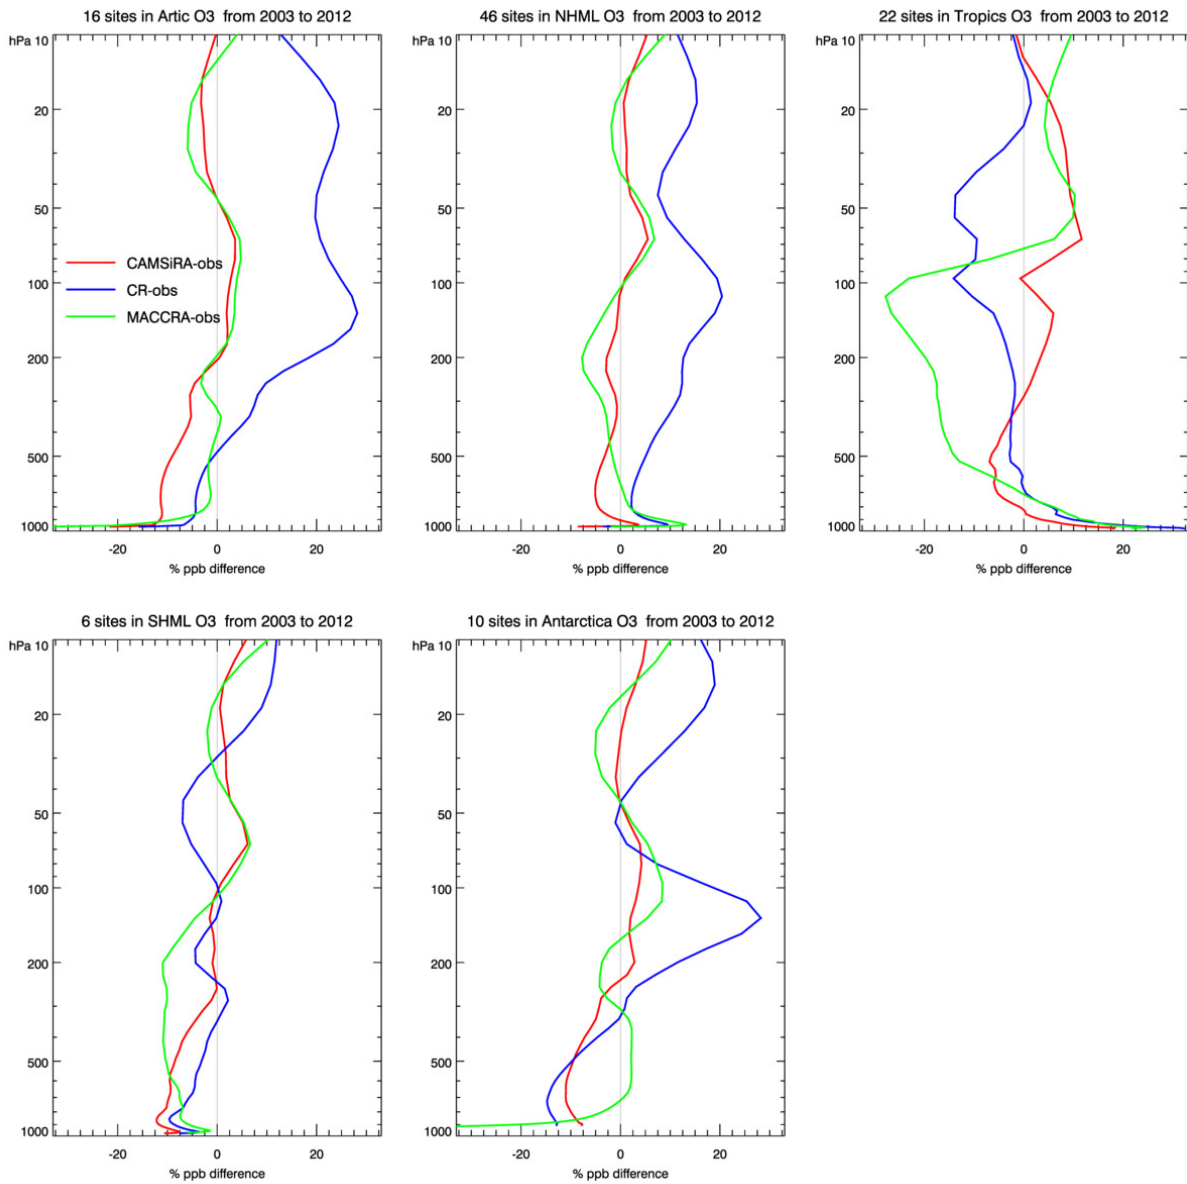 16 sites in Artic O3  from 2003 to 2012
hPa 10
20
50
100
200
500
1000
CAMSiRA-obs
CR-obs
MACCRA-obs
-20 0 20
% ppb difference
46 sites in NHML O3  from 2003 to 2012
hPa 10
20
50
100
200
500
1000
-20 0 20
% ppb difference
22 sites in Tropics O3  from 2003 to 2012
hPa 10
20
50
100
200
500
1000
-20 0 20
% ppb difference
6 sites in SHML O3  from 2003 to 2012
hPa 10
20
50
100
200
500
1000
-20 0 20
% ppb difference
10 sites in Antarctica O3  from 2003 to 2012
hPa 10
20
50
100
200
500
1000
-20 0 20
% ppb difference